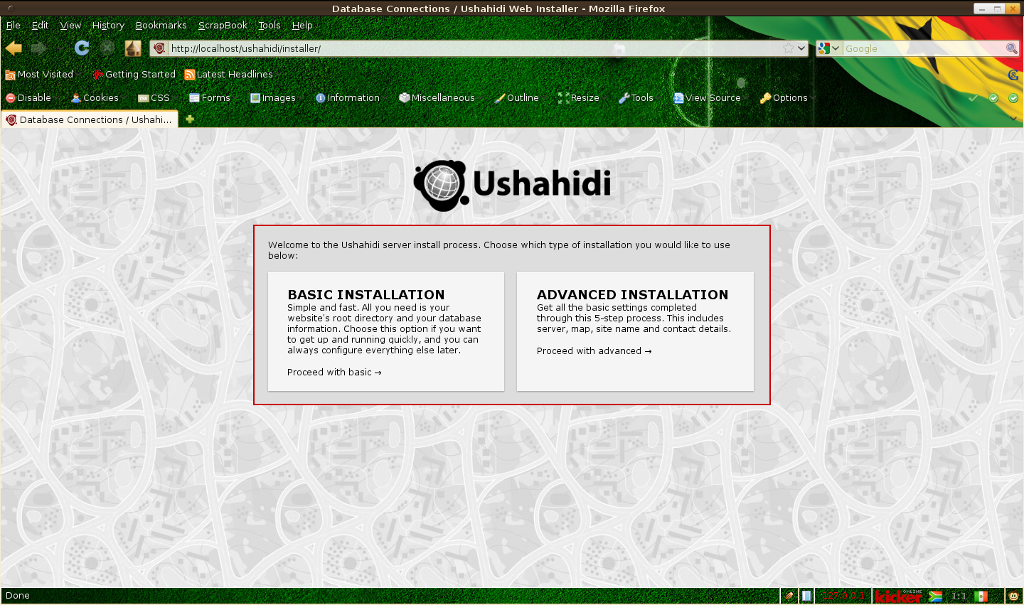 Database Connections / Ushahidi Web Installer - Mozilla Firefox
File Edit View History Bookmarks ScrapBook Tools Help
http://localhost/ushahidi/installer/
Google
Most Visited Getting Started Latest Headlines
Disable Cookies CSS Forms Images Information Miscellaneous Outline Resize Tools View Source Options
Database Connections / Ushahi...
Ushahidi
Welcome to the Ushahidi server install process. Choose which type of installation you would like to use
below:
BASIC INSTALLATION
Simple and fast. All you need is your
website's root directory and your database
information. Choose this option if you want
to get up and running quickly, and you can
always configure everything else later.
Proceed with basic →
ADVANCED INSTALLATION
Get all the basic settings completed
through this 5-step process. This includes
server, map, site name and contact details.
Proceed with advanced →
Done
127.0.0.1
kicker
ONLINE
1:1